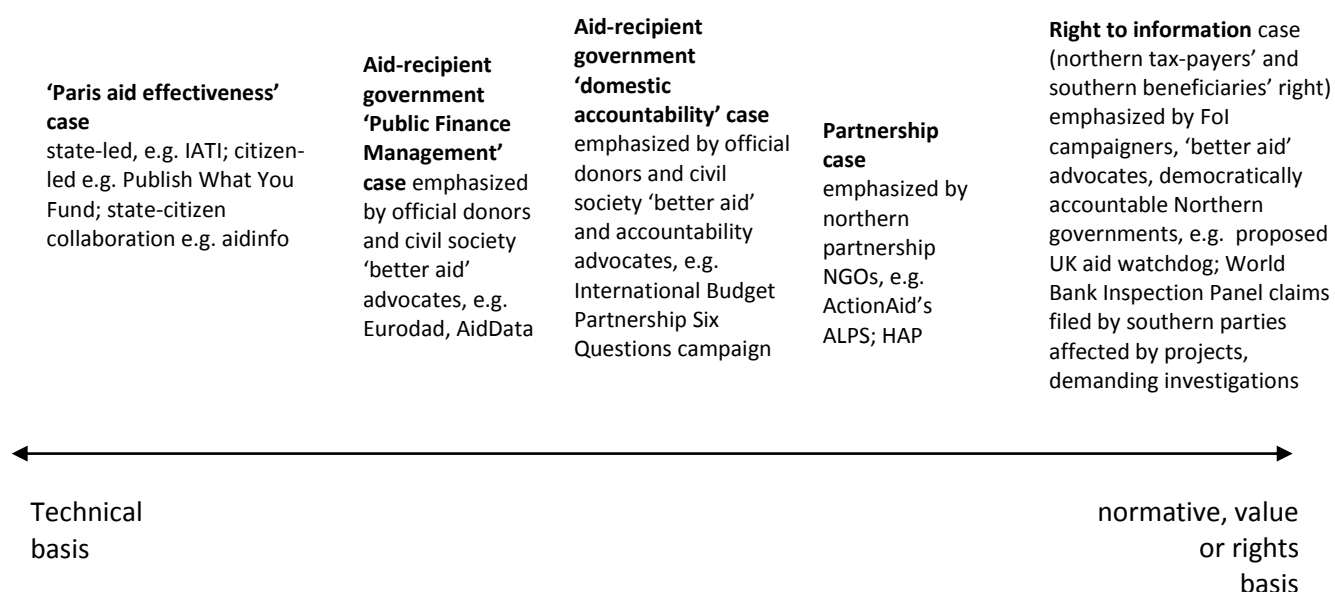 ‘Paris aid effectiveness’
case
state-led, e.g. IATI; citizen-
led e.g. Publish What You
Fund; state-citizen
collaboration e.g. aidinfo
Aid-recipient
government
‘Public Finance
Management’
case emphasized
by official donors
and civil society
‘better aid’
advocates, e.g.
Eurodad, AidData
Aid-recipient
government
‘domestic
accountability’ case
emphasized by official
donors and civil
society ‘better aid’
and accountability
advocates, e.g.
International Budget
Partnership Six
Questions campaign
Partnership
case
emphasized by
northern
partnership
NGOs, e.g.
ActionAid’s
ALPS; HAP
Right to information case
(northern tax-payers’ and
southern beneficiaries’ right)
emphasized by FoI
campaigners, ‘better aid’
advocates, democratically
accountable Northern
governments, e.g. proposed
UK aid watchdog; World
Bank Inspection Panel claims
filed by southern parties
affected by projects,
demanding investigations
Technical
basis
normative, value
or rights
basis